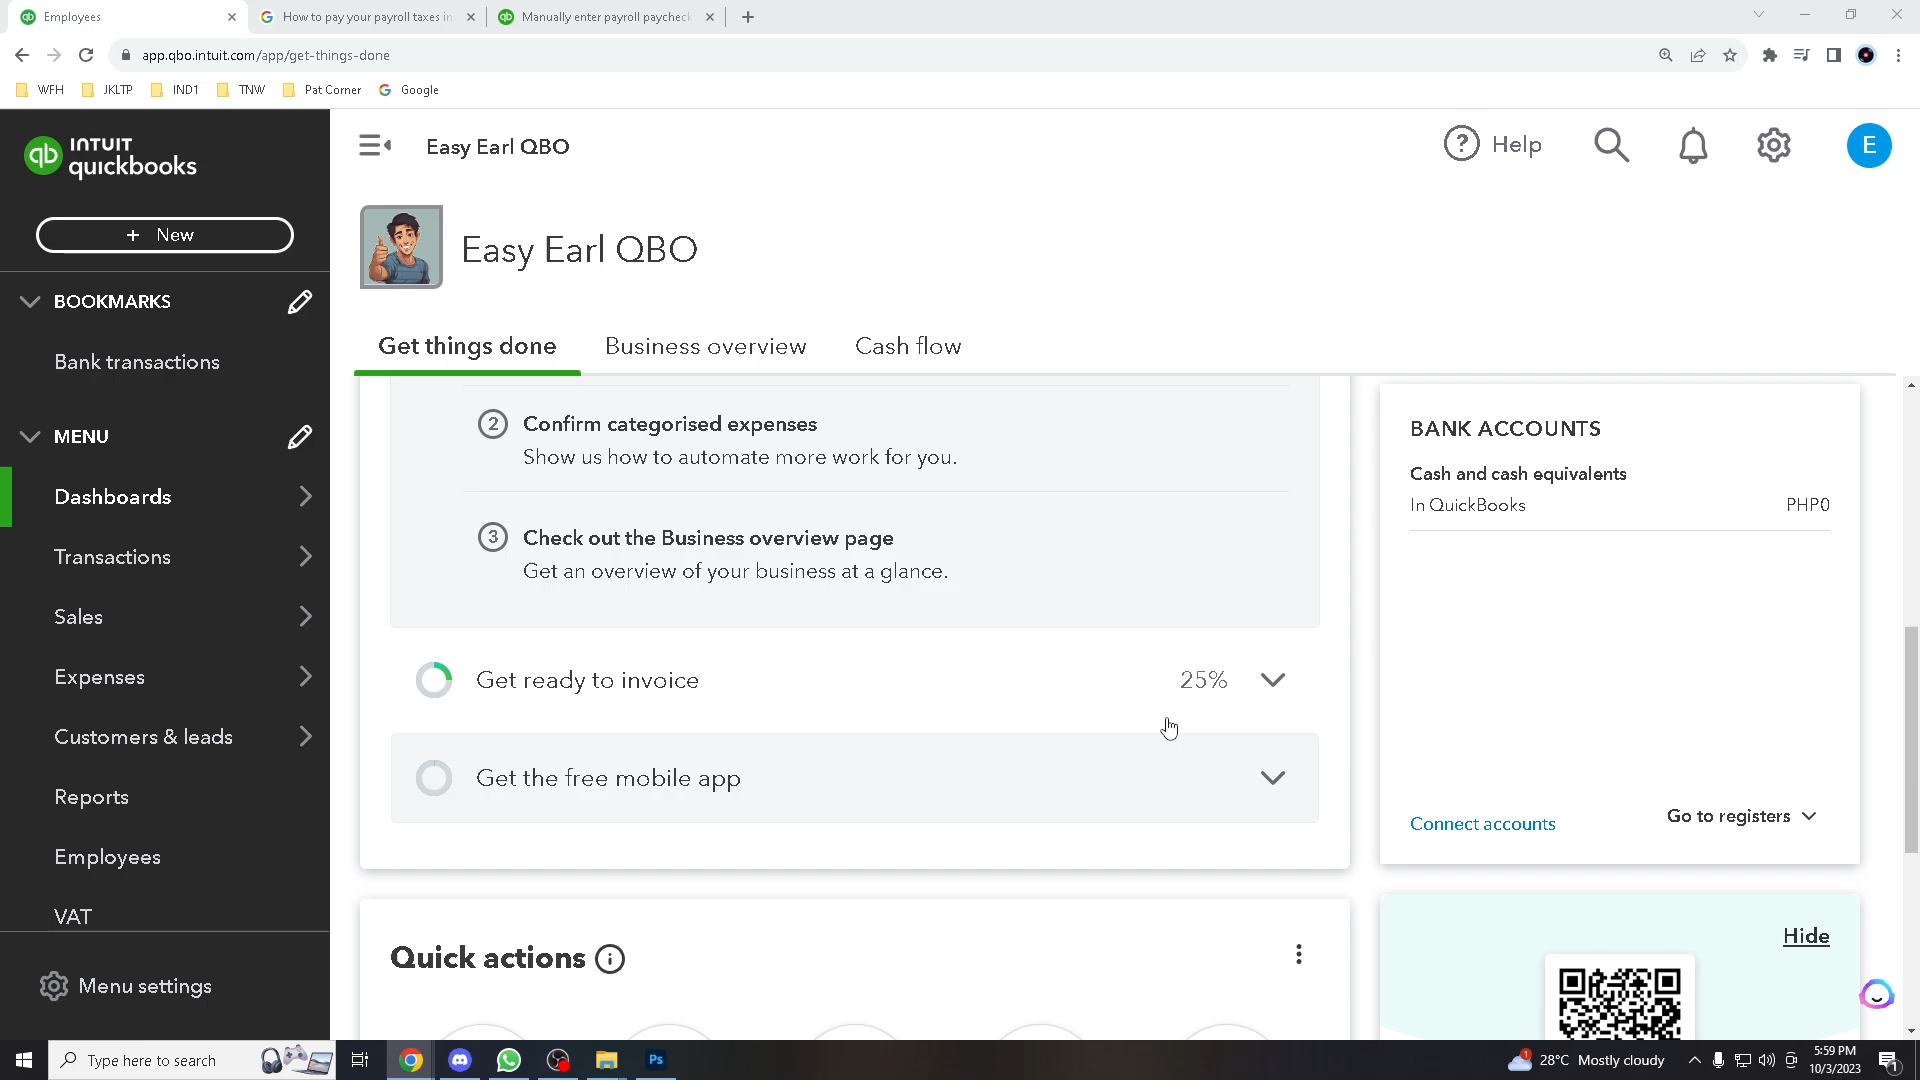 Employees
How to pay your payroll taxes in
Manually enter payroll paycheck
app.qbo.intuit.com/app/get-things-done
WFH
JKLTP
IND1
TNW
Pat Corner
Google
INTUIT
quickbooks
+ New
BOOKMARKS
Bank transactions
MENU
Dashboards
Transactions
Sales
Expenses
Customers & leads
Reports
Employees
VAT
Menu settings
Easy Earl QBO
? Help
E
Easy Earl QBO
Get things done
Business overview
Cash flow
2 Confirm categorised expenses
Show us how to automate more work for you.
3 Check out the Business overview page
Get an overview of your business at a glance.
Get ready to invoice 25%
Get the free mobile app
Quick actions
BANK ACCOUNTS
Cash and cash equivalents
In QuickBooks PHP0
Connect accounts
Go to registers
Hide
Type here to search
Ps
1
28°C Mostly cloudy
5:59 PM
10/3/2023
1